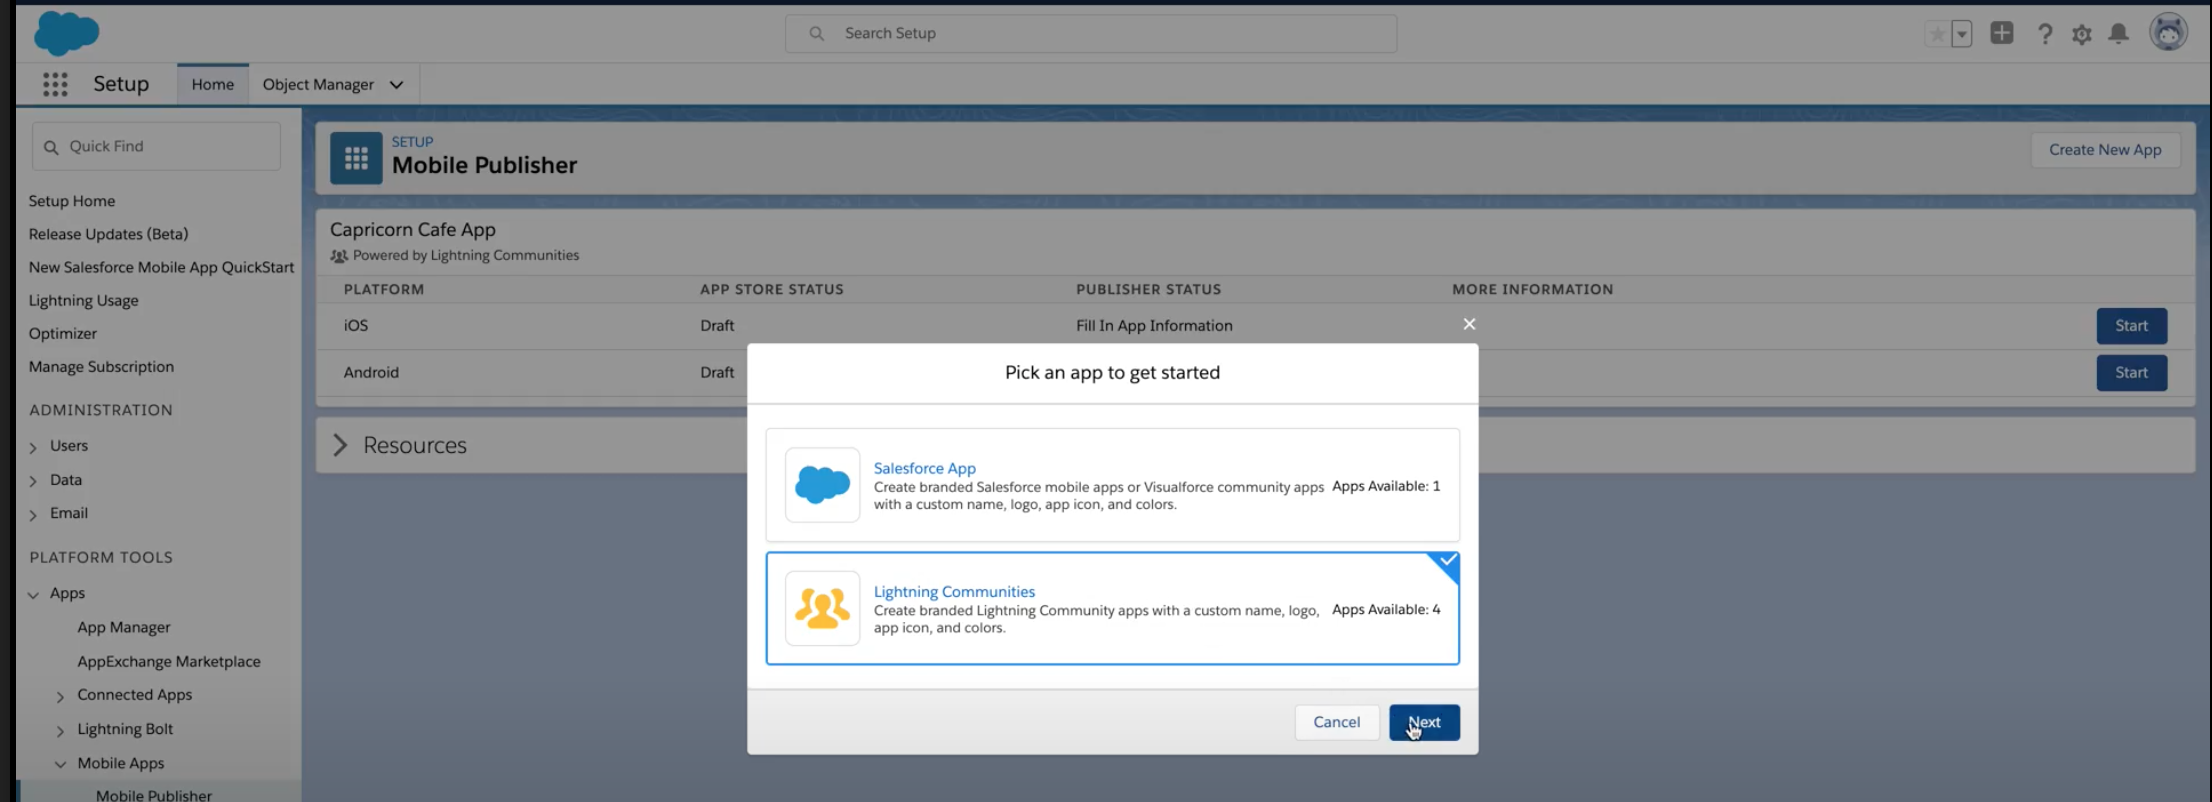 Search Setup
Setup
Home
Object Manager
Quick Find
Setup Home
Release Updates (Beta)
New Salesforce Mobile App QuickStart
Lightning Usage
Optimizer
Manage Subscription
ADMINISTRATION
Users
Data
Email
PLATFORM TOOLS
Apps
App Manager
AppExchange Marketplace
Connected Apps
Lightning Bolt
Mobile Apps
Mobile Publisher
SETUP
Mobile Publisher
Create New App
Capricorn Cafe App
Powered by Lightning Communities
PLATFORM APP STORE STATUS PUBLISHER STATUS MORE INFORMATION
iOS Draft Fill In App Information Start
Android Draft Start
Resources
Pick an app to get started
Salesforce App
Create branded Salesforce mobile apps or Visualforce community apps
with a custom name, logo, app icon, and colors.
Apps Available: 1
Lightning Communities
Create branded Lightning Community apps with a custom name, logo,
app icon, and colors.
Apps Available: 4
Cancel
Next